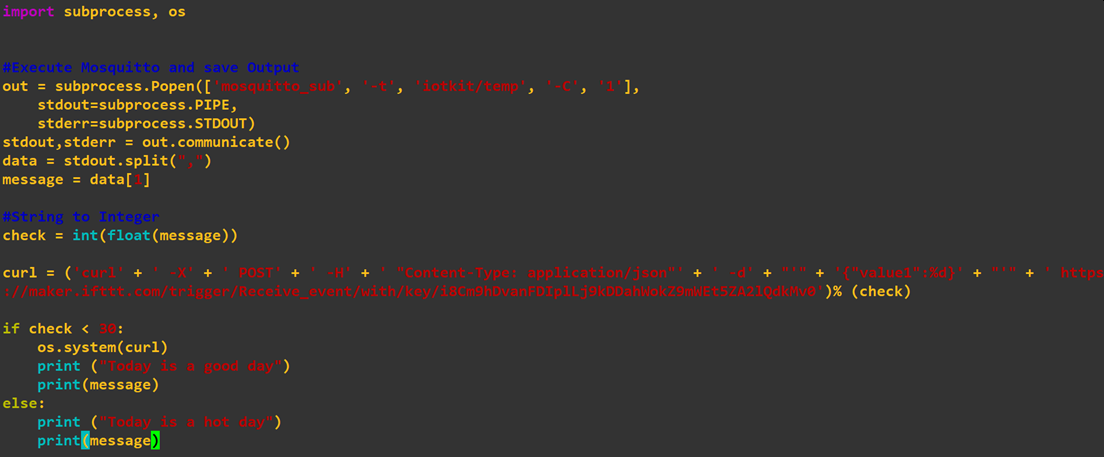 import subprocess, os
#Execute Mosquitto and save Output
out = subprocess.Popen(['mosquitto_sub', '-t', 'iotkit/temp', '-C', '1'],
    stdout=subprocess.PIPE,
    stderr=subprocess.STDOUT)
stdout,stderr = out.communicate()
data = stdout.split(",")
message = data[1]
#String to Integer
check = int(float(message))
curl = ('curl' + ' -X' + ' POST' + ' -H' + ' "Content-Type: application/json"' + ' -d' + "'" + '{"value1":%d}' + "'" + ' https
://maker.ifttt.com/trigger/Receive_event/with/key/')% (check)
if check < 30:
    os.system(curl)
    print ("Today is a good day")
    print(message)
else:
    print ("Today is a hot day")
    print(message)